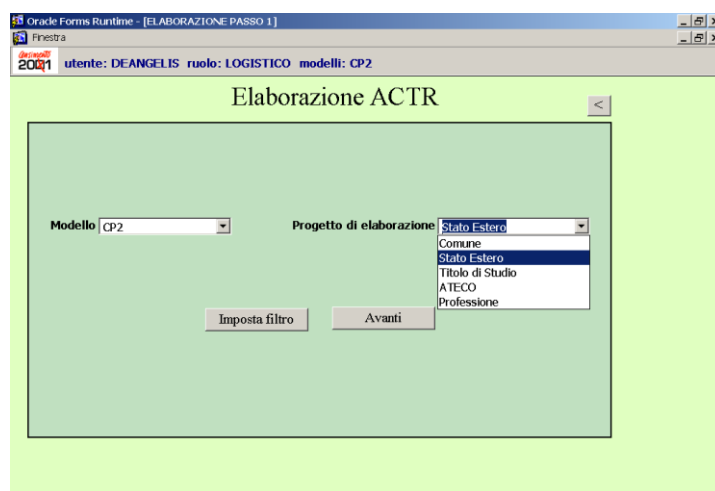 Oracle Forms Runtime - [ELABORAZIONE PASSO 1]
Finestra
Censimento 2001 utente: DEANGELIS ruolo: LOGISTICO modelli: CP2
Elaborazione ACTR
<
Modello CP2 Progetto di elaborazione Stato Estero
Comune
Stato Estero
Titolo di Studio
ATECO
Professione
Imposta filtro Avanti